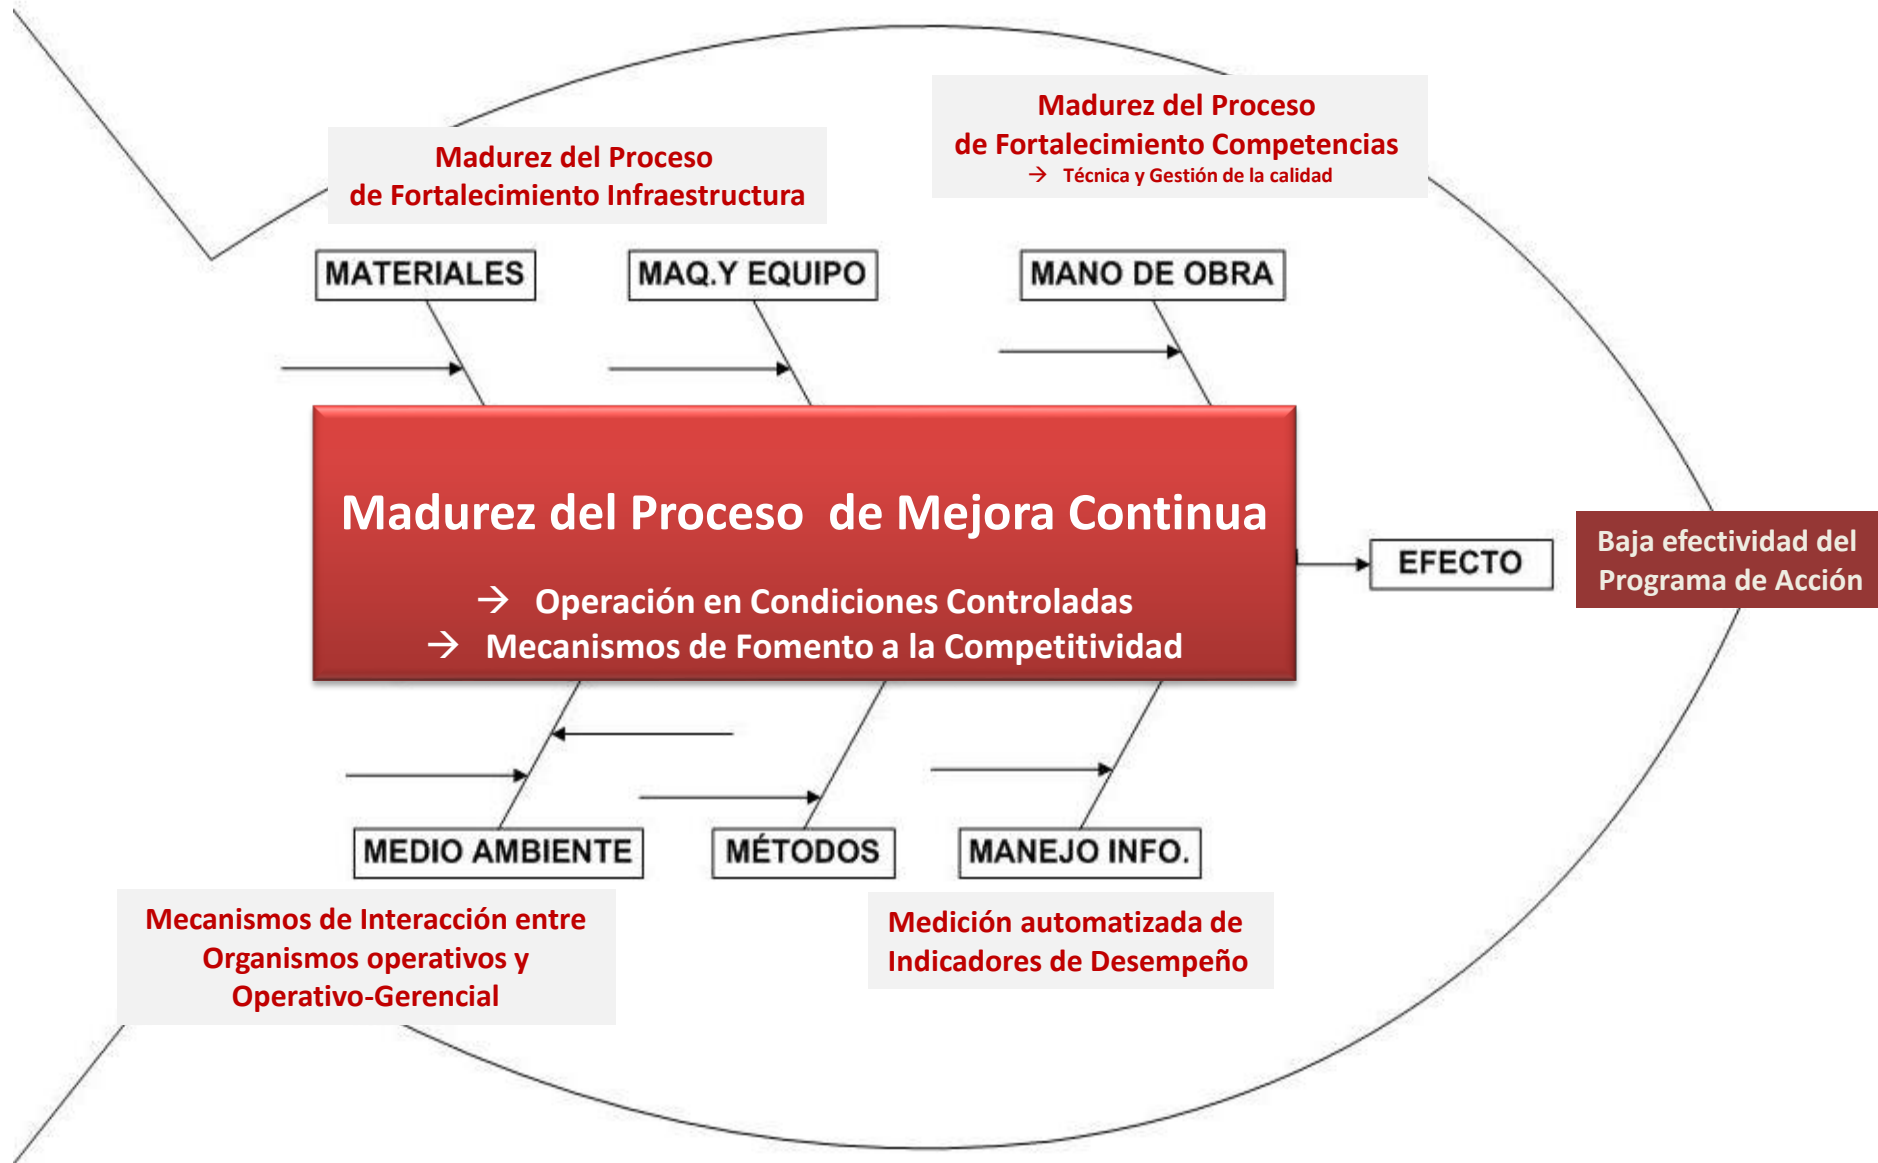 Madurez del Proceso
de Fortalecimiento Competencias
→ Técnica y Gestión de la calidad
Madurez del Proceso
de Fortalecimiento Infraestructura
MATERIALES
MAQ.Y EQUIPO
MANO DE OBRA
Madurez del Proceso de Mejora Continua
→ Operación en Condiciones Controladas
→ Mecanismos de Fomento a la Competitividad
EFECTO
Baja efectividad del
Programa de Acción
MEDIO AMBIENTE
MÉTODOS
MANEJO INFO.
Mecanismos de Interacción entre
Organismos operativos y
Operativo-Gerencial
Medición automatizada de
Indicadores de Desempeño